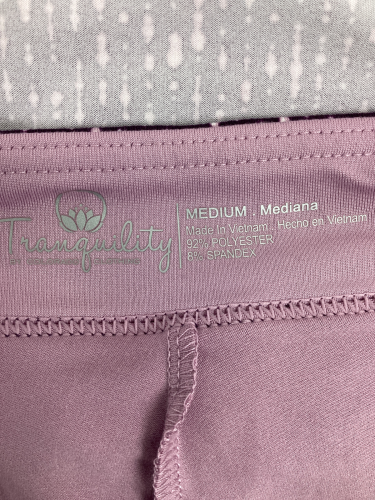 Tranquility
MEDIUM . Mediana
Made in Vietnam . Hecho en Vietnam
92% POLYESTER
8% SPANDEX